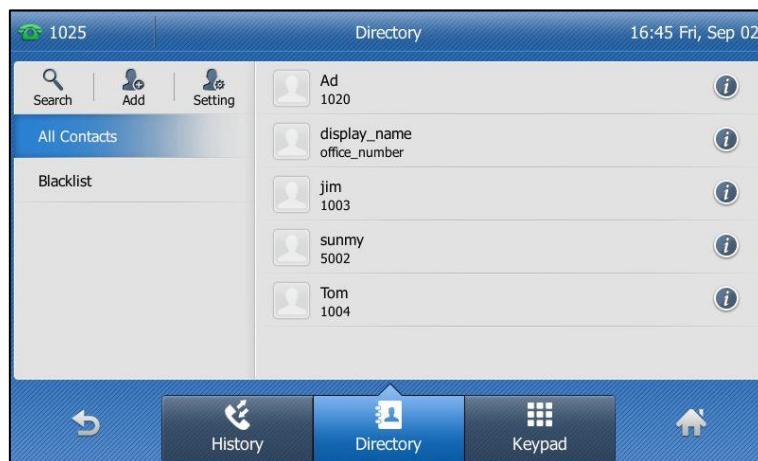 1025
Directory
16:45 Fri, Sep 02
Search
Add
Setting
All Contacts
Blacklist
Ad
1020
display_name
office_number
jim
1003
sunmy
5002
Tom
1004
History
Directory
Keypad